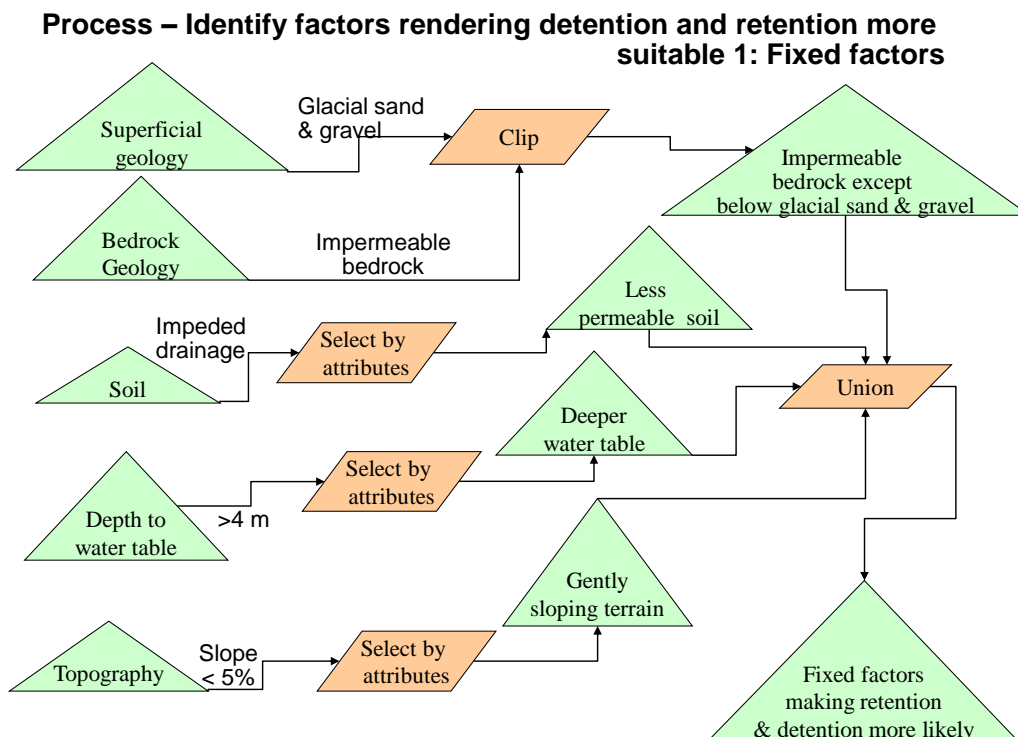 Process – Identify factors rendering detention and retention more
suitable 1: Fixed factors
Superficial
geology
Glacial sand
& gravel
Clip
Impermeable
bedrock except
below glacial sand & gravel
Bedrock
Geology
Impermeable
bedrock
Less
permeable soil
Impeded
drainage
Select by
attributes
Soil
Union
Deeper
water table
Select by
attributes
Depth to
water table
>4 m
Gently
sloping terrain
Topography
Slope
< 5%
Select by
attributes
Fixed factors
making retention
& detention more likely